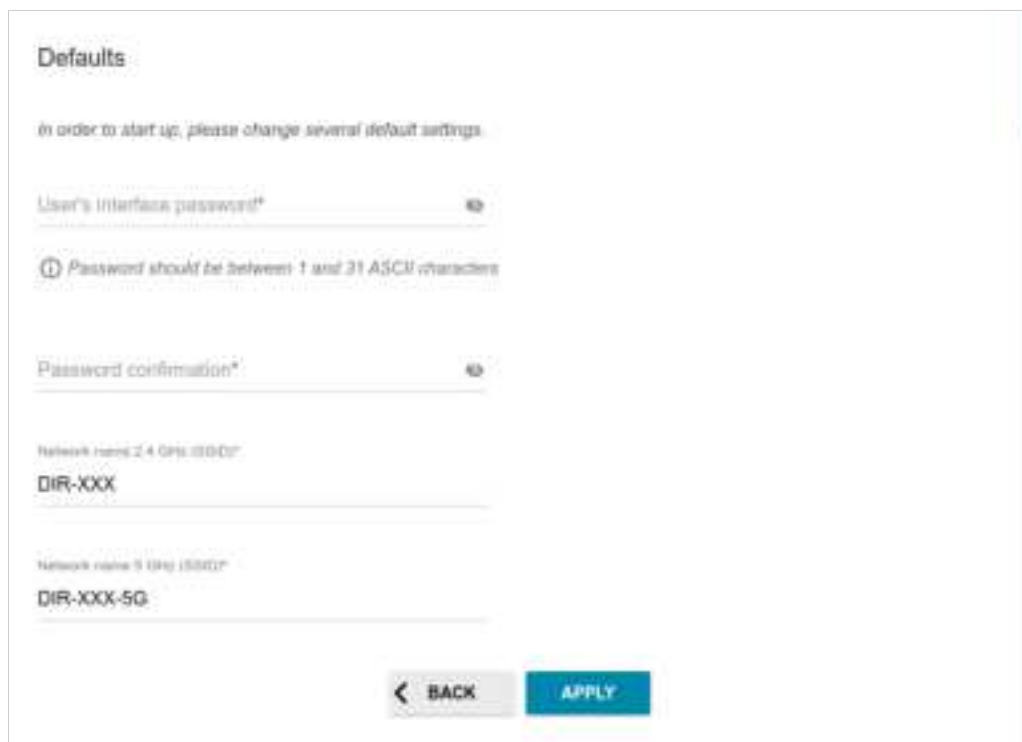 Defaults
In order to start up, please change several default settings.
User's interface password*
Password should be between 1 and 31 ASCII characters
Password confirmation*
Network name 2.4 GHz (SSID)*
DIR-XXX
Network name 5 GHz (SSID)*
DIR-XXX-5G
BACK
APPLY